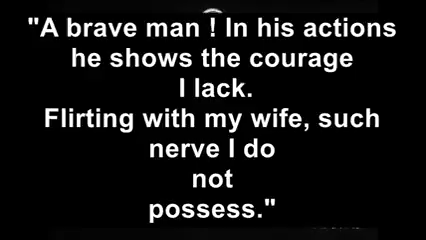 "A brave man ! In his actions
he shows the courage
I lack.
Flirting with my wife, such
nerve I do
not
possess."